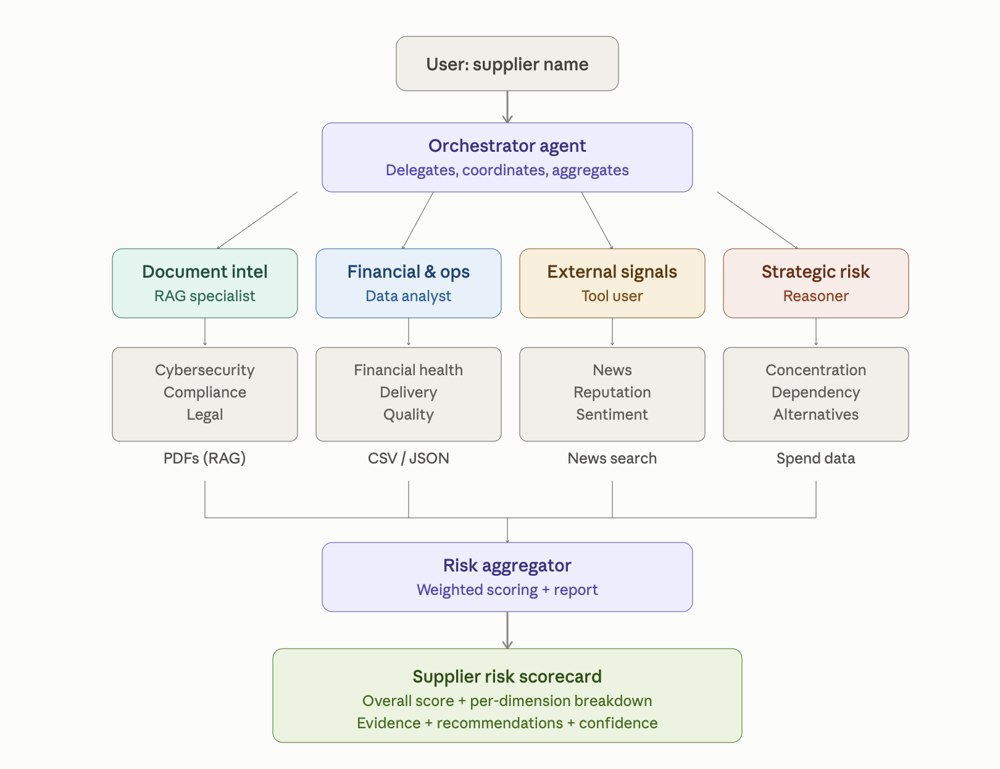 User: supplier name
Orchestrator agent
Delegates, coordinates, aggregates
Document intel
RAG specialist
Financial & ops
Data analyst
External signals
Tool user
Strategic risk
Reasoner
Cybersecurity
Compliance
Legal
Financial health
Delivery
Quality
News
Reputation
Sentiment
Concentration
Dependency
Alternatives
PDFs (RAG)
CSV / JSON
News search
Spend data
Risk aggregator
Weighted scoring + report
Supplier risk scorecard
Overall score + per-dimension breakdown
Evidence + recommendations + confidence